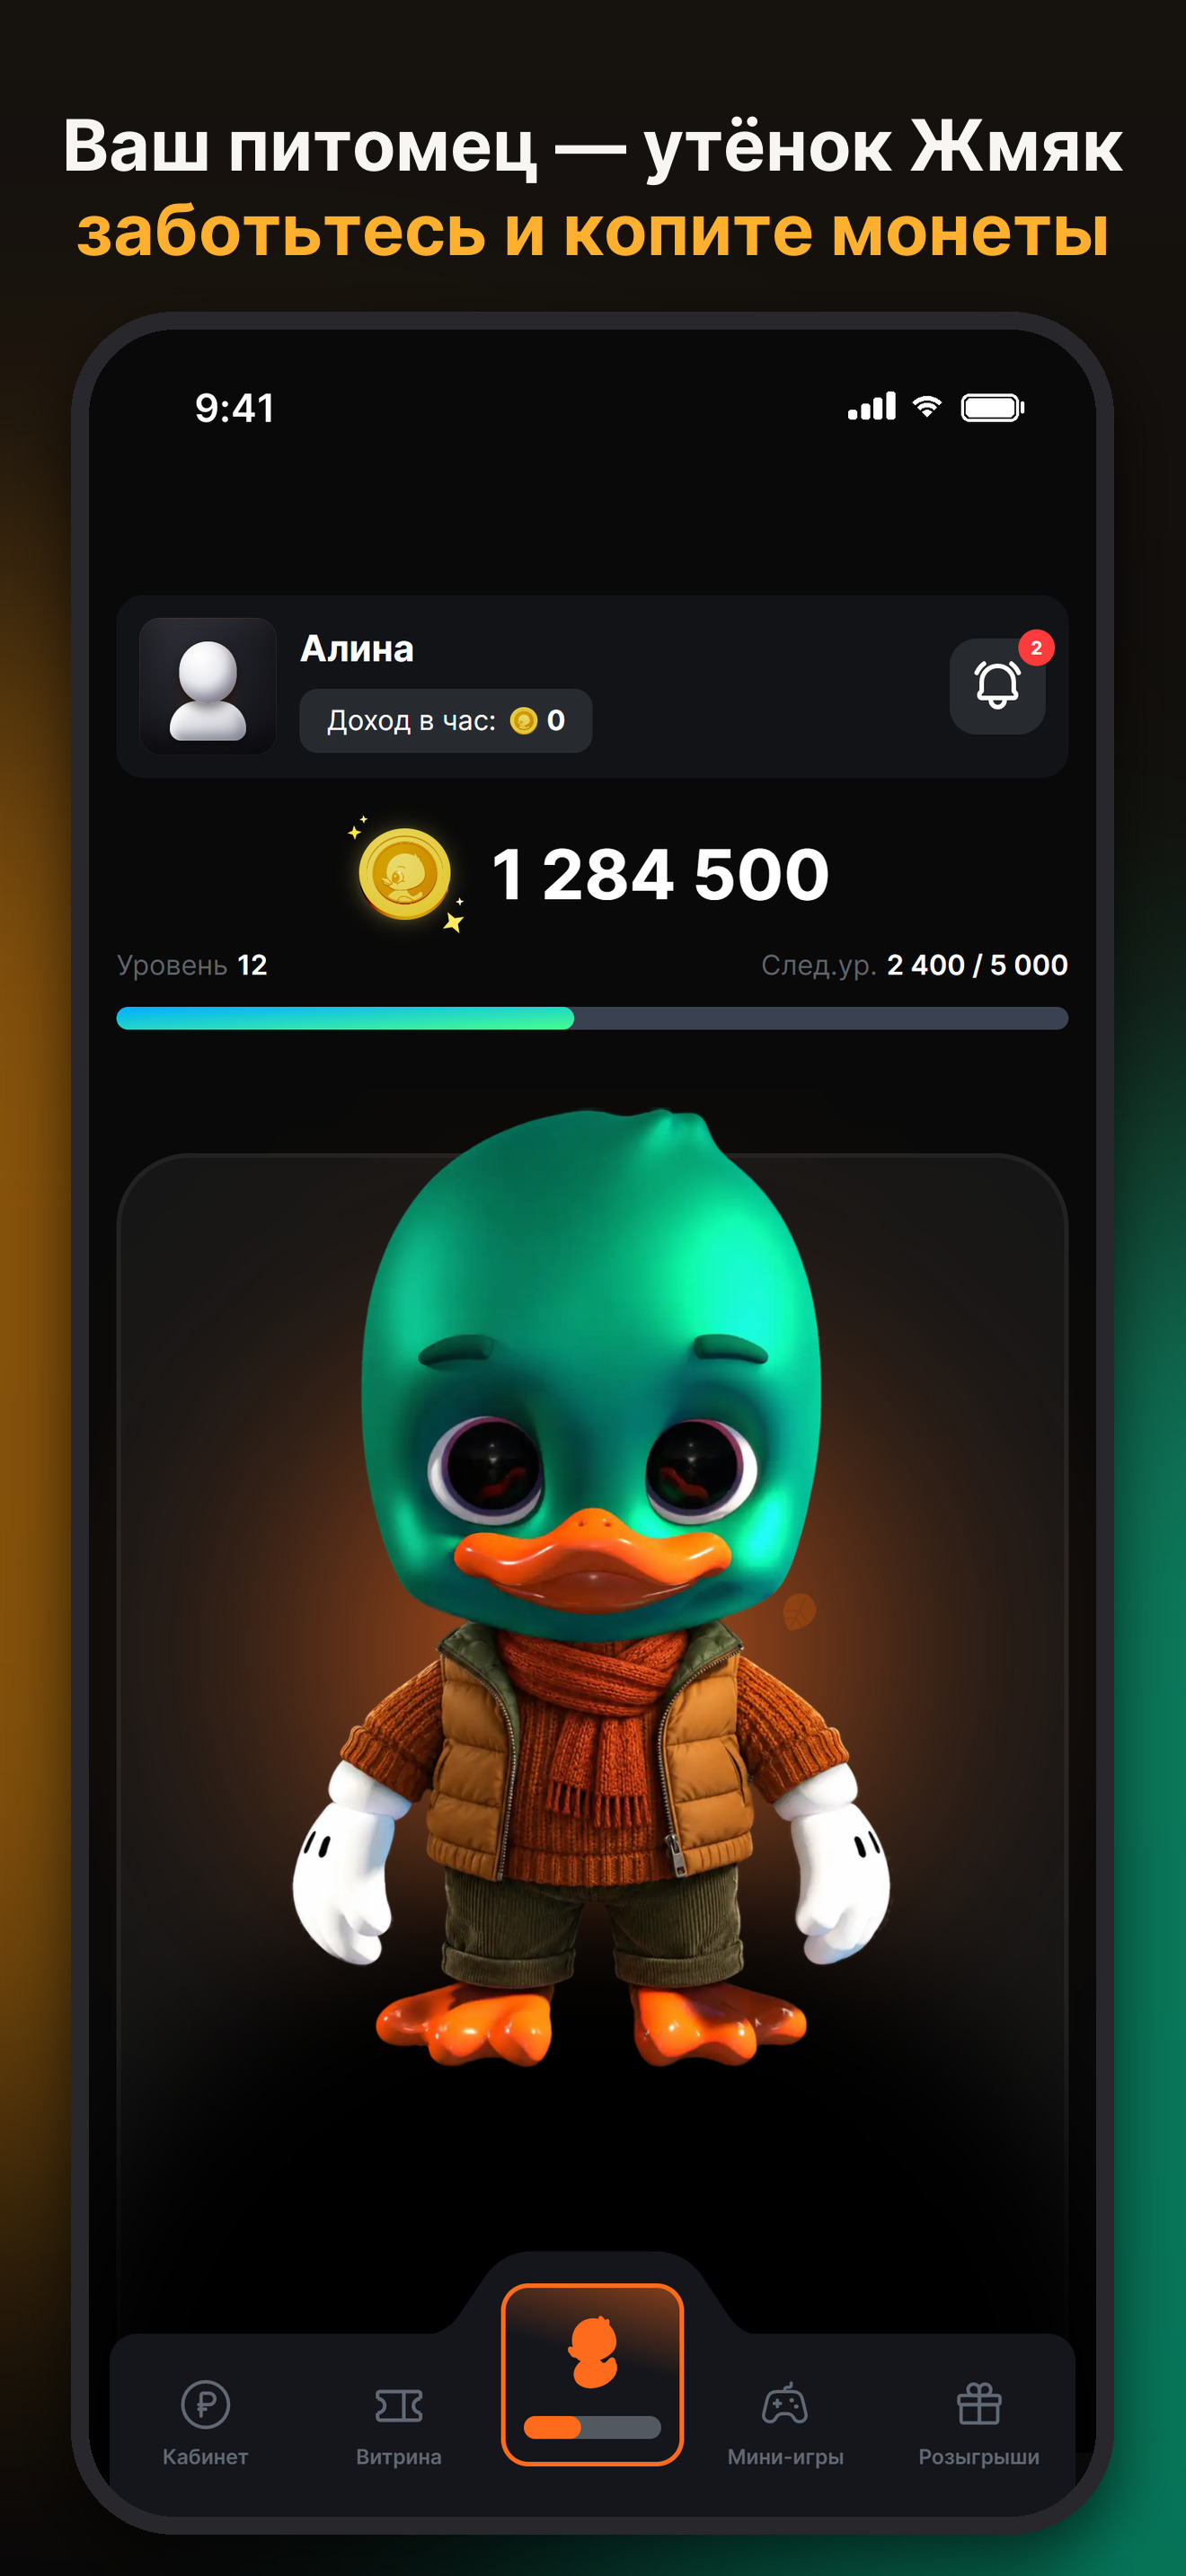 Ваш питомец — утёнок Жмяк
заботьтесь и копите монеты
9:41
Алина
2
Доход в час: 0
1 284 500
Уровень 12
След.ур. 2 400 / 5 000
Кабинет
Витрина
Мини-игры
Розыгрыши